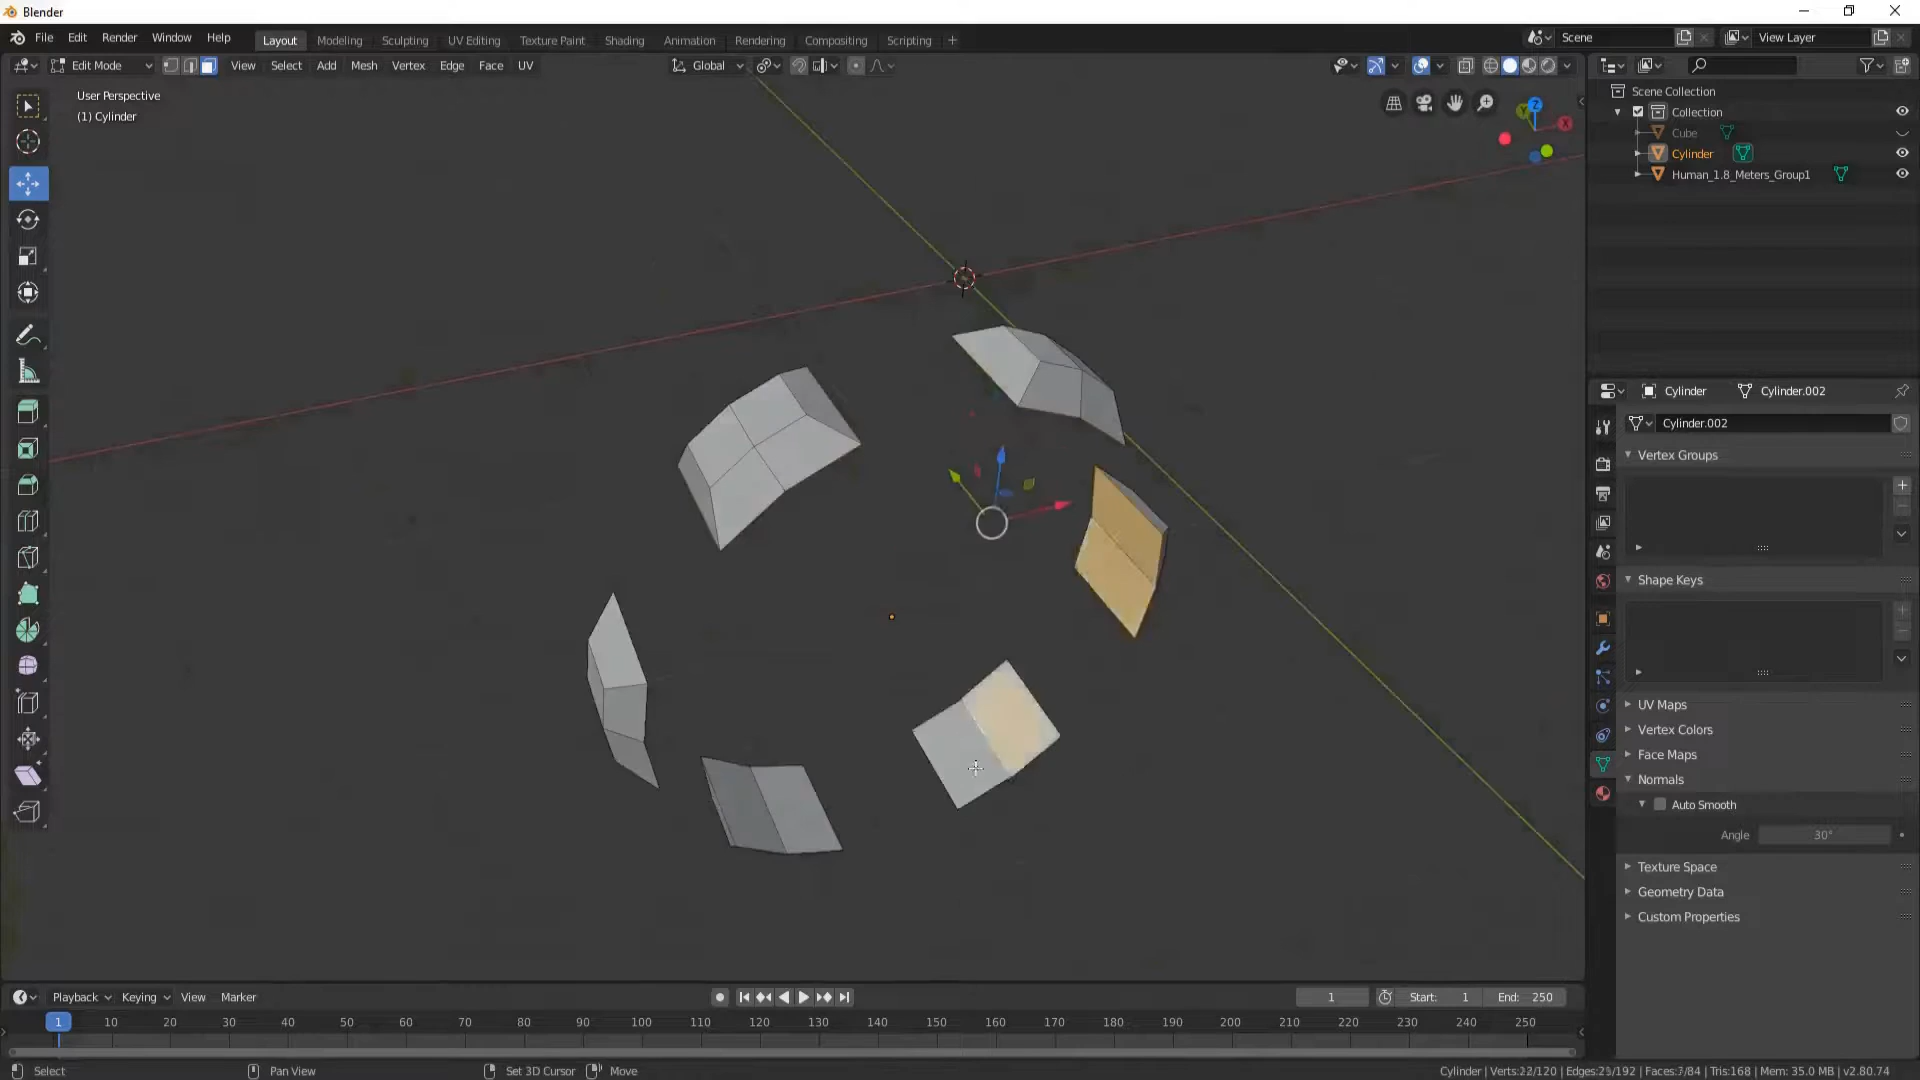 Blender
File Edit Render Window Help Layout Modeling Sculpting UV Editing Texture Paint Shading Animation Rendering Compositing Scripting + Scene View Layer
Edit Mode View Select Add Mesh Vertex Edge Face UV Global
User Perspective
(1) Cylinder
Z
Y
X
Scene Collection
Collection
Cube
Cylinder
Human_1.8_Meters_Group1
Cylinder Cylinder.002
Cylinder.002
Vertex Groups
Shape Keys
UV Maps
Vertex Colors
Face Maps
Normals
Auto Smooth
Angle 30°
Texture Space
Geometry Data
Custom Properties
Playback Keying View Marker 1 Start: 1 End: 250
1 10 20 30 40 50 60 70 80 90 100 110 120 130 140 150 160 170 180 190 200 210 220 230 240 250
Select Pan View Set 3D Cursor Move Cylinder | Verts:22/120 | Edges:25/192 | Faces:7/84 | Tris:168 | Mem: 35.0 MB | v2.80.74